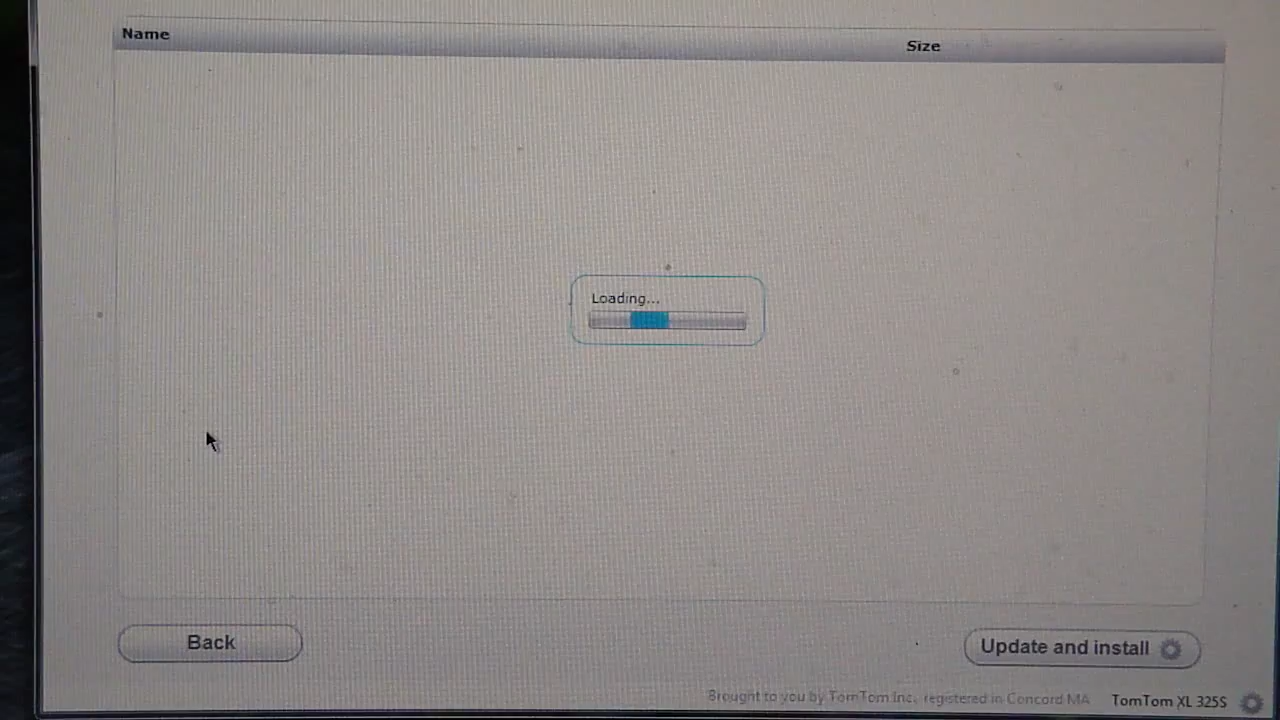 Name
Size
Loading...
Back
Update and install
Brought to you by TomTom Inc., registered in Concord MA
TomTom XL 325S